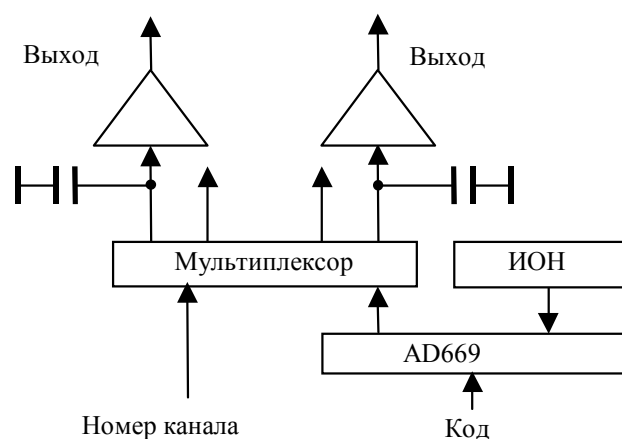 Выход
Выход
Мультиплексор
ИОН
AD669
Номер канала
Код